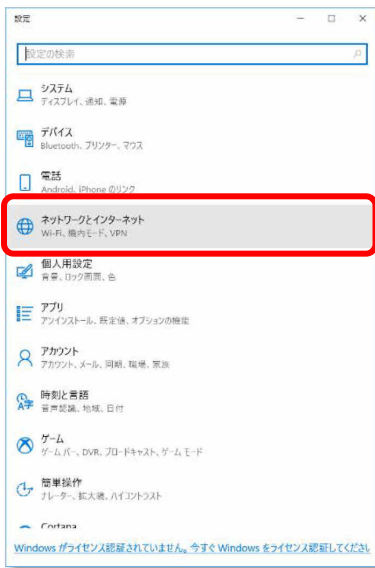 設定
設定の検索
システム
ディスプレイ、通知、電源
デバイス
Bluetooth、プリンター、マウス
電話
Android、iPhone のリンク
ネットワークとインターネット
Wi-Fi、機内モード、VPN
個人用設定
背景、ロック画面、色
アプリ
アンインストール、既定値、オプションの機能
アカウント
アカウント、メール、同期、職場、家族
時刻と言語
音声認識、地域、日付
ゲーム
ゲーム バー、DVR、ブロードキャスト、ゲーム モード
簡単操作
ナレーター、拡大鏡、ハイコントラスト
Cortana
Windows がライセンス認証されていません。今すぐ Windows をライセンス認証してくださ